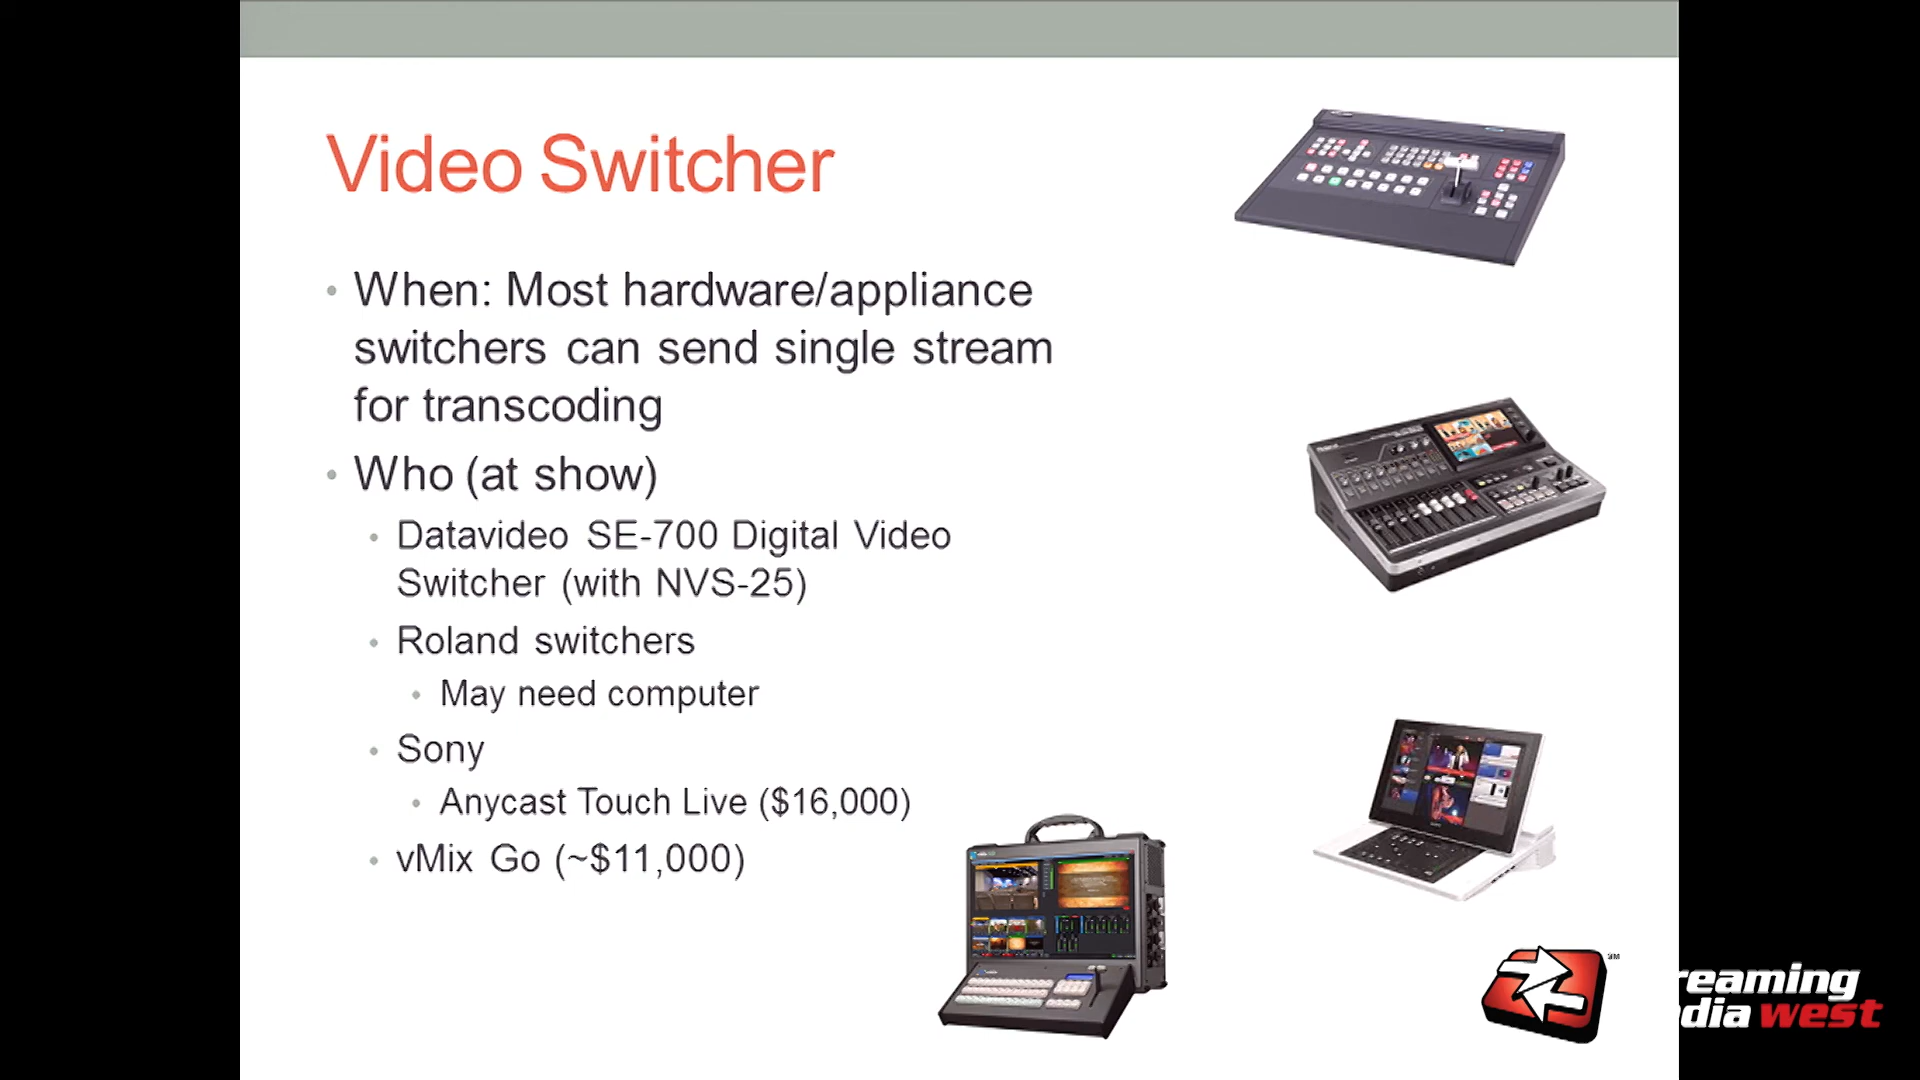 Video Switcher
• When: Most hardware/appliance
switchers can send single stream
for transcoding
• Who (at show)
• Datavideo SE-700 Digital Video
Switcher (with NVS-25)
• Roland switchers
• May need computer
• Sony
• Anycast Touch Live ($16,000)
• vMix Go (~$11,000)
SM
reaming
dia west